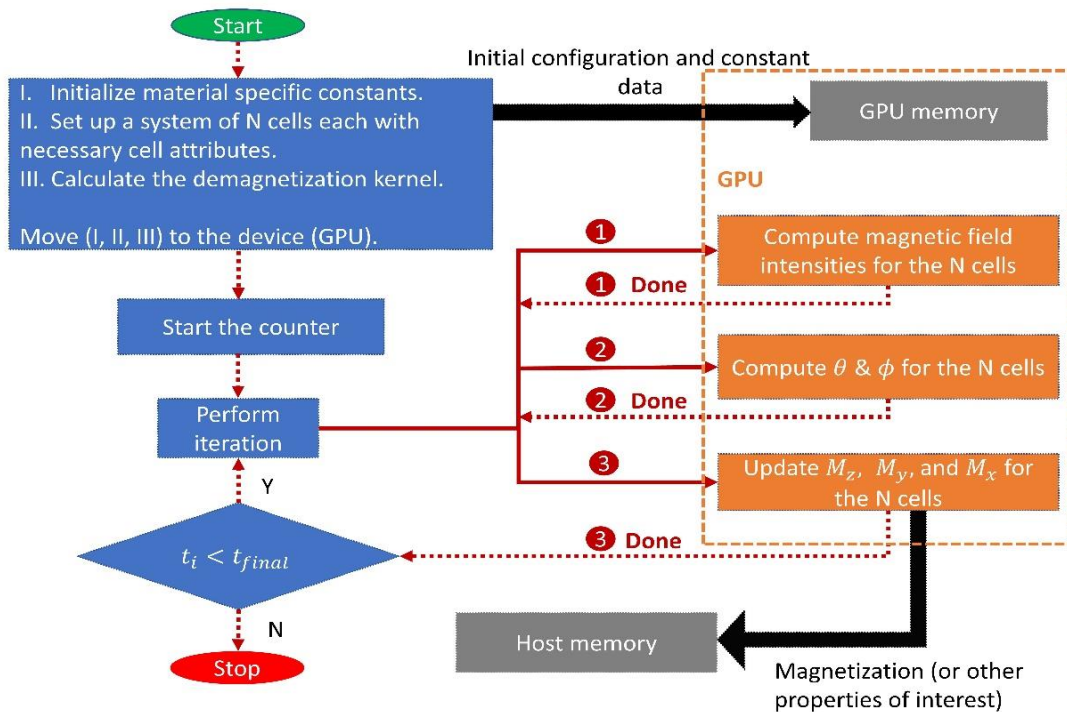 Start
Initial configuration and constant
data
I. Initialize material specific constants.
II. Set up a system of N cells each with
necessary cell attributes.
III. Calculate the demagnetization kernel.
Move (I, II, III) to the device (GPU).
GPU memory
GPU
1
Compute magnetic field
intensities for the N cells
1 Done
Start the counter
2
Compute θ & ϕ for the N cells
2 Done
Perform
iteration
3
Update M_z, M_y, and M_x for
the N cells
Y
3 Done
t_i < t_final
N
Stop
Host memory
Magnetization (or other
properties of interest)